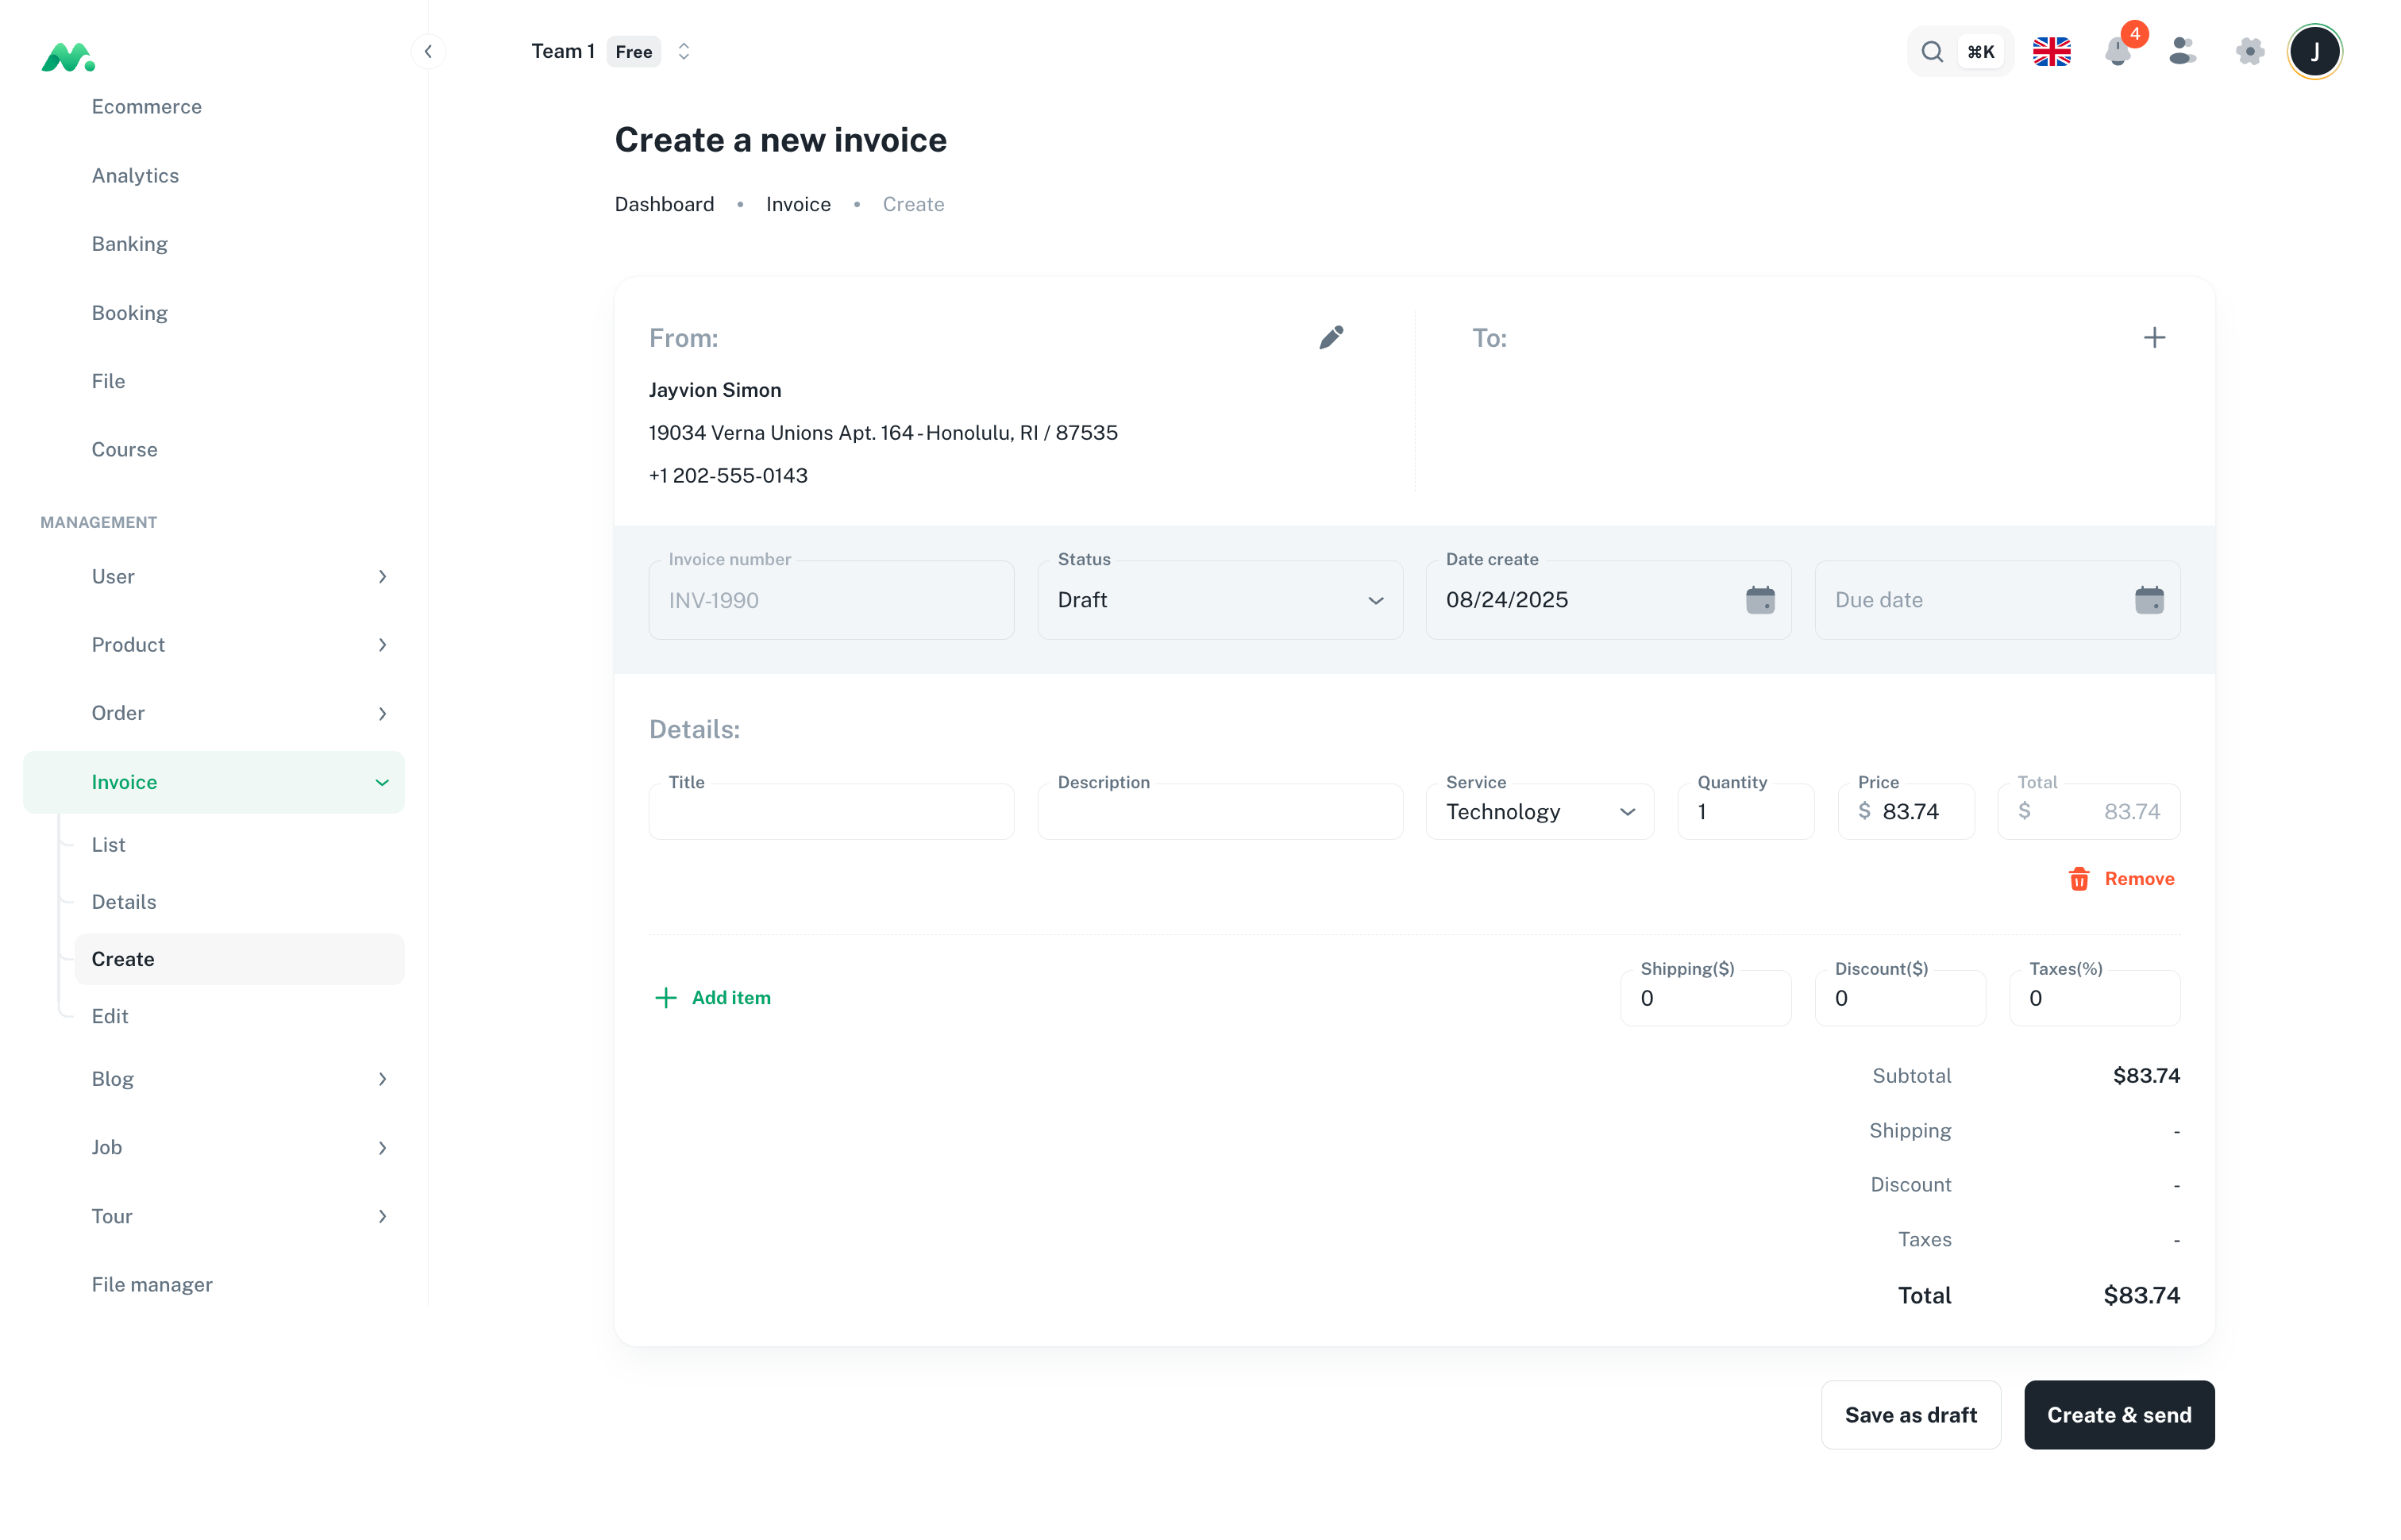 Team 1 Free
⌘K
4
J
Ecommerce
Analytics
Banking
Booking
File
Course
MANAGEMENT
User
Product
Order
Invoice
List
Details
Create
Edit
Blog
Job
Tour
File manager
Create a new invoice
Dashboard • Invoice • Create
From:
Jayvion Simon
19034 Verna Unions Apt. 164 - Honolulu, RI / 87535
+1 202-555-0143
To:
Invoice number
INV-1990
Status
Draft
Date create
08/24/2025
Due date
Details:
Title
Description
Service
Technology
Quantity
1
Price
$ 83.74
Total
$ 83.74
Remove
Add item
Shipping($)
0
Discount($)
0
Taxes(%)
0
Subtotal $83.74
Shipping -
Discount -
Taxes -
Total $83.74
Save as draft
Create & send